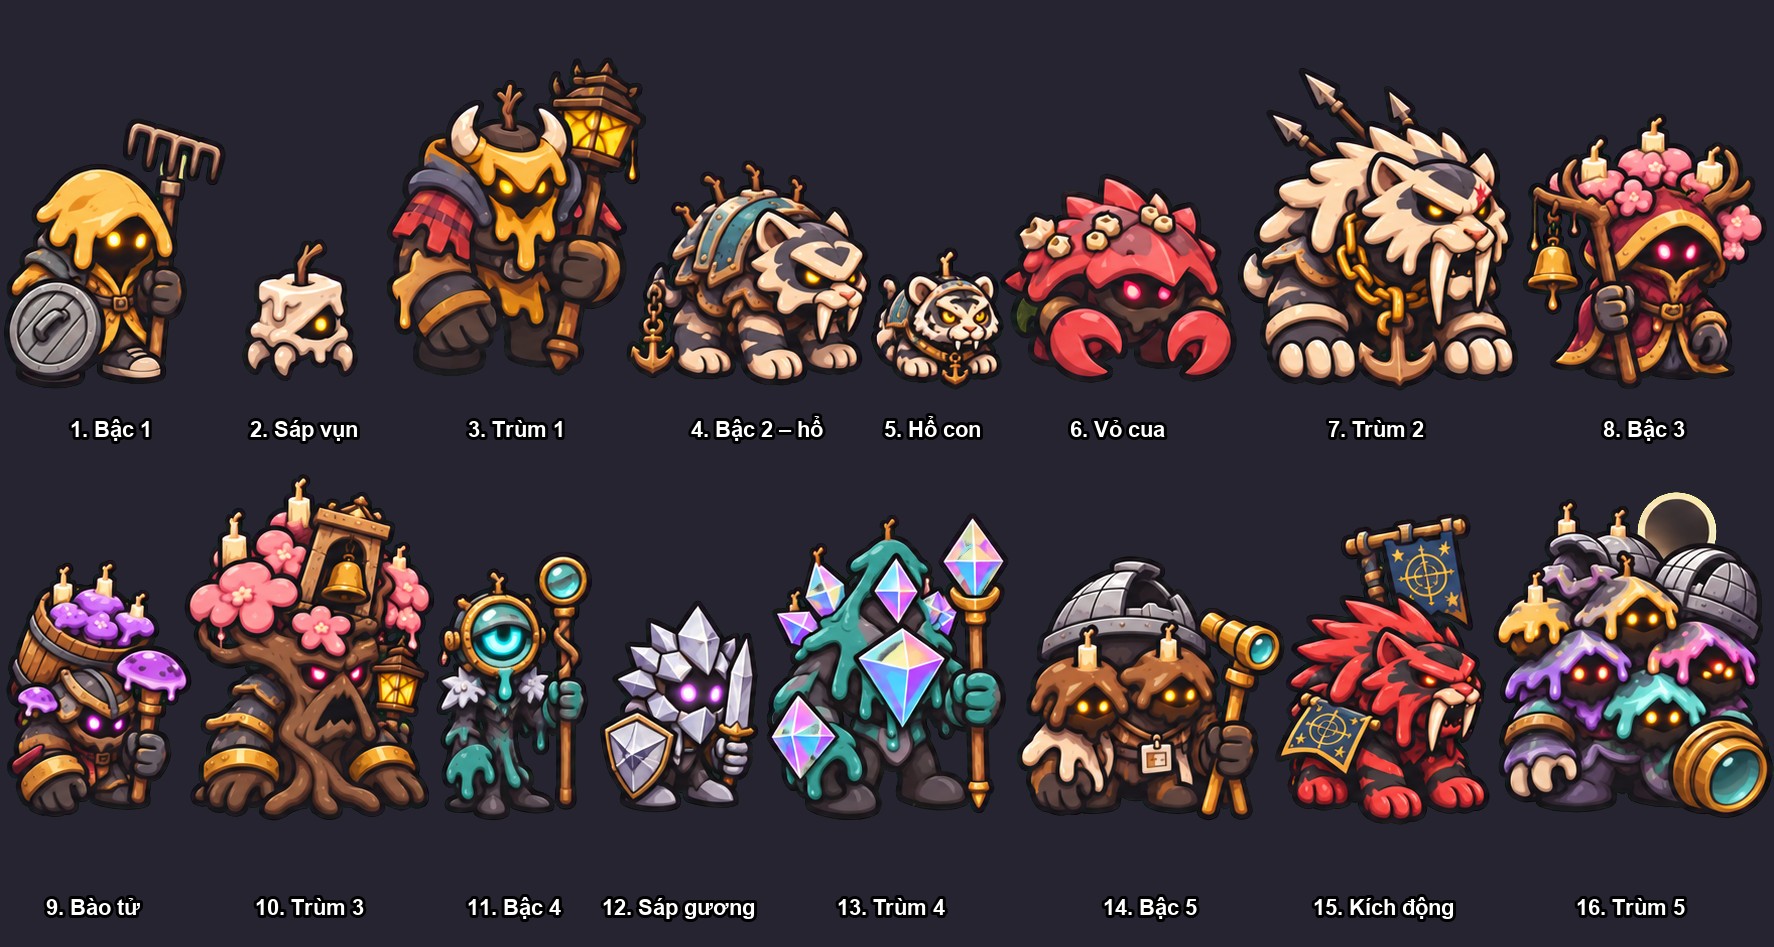 1. Bậc 1
2. Sáp vụn
3. Trùm 1
4. Bậc 2 – hổ
5. Hổ con
6. Vỏ cua
7. Trùm 2
8. Bậc 3
9. Bào tử
10. Trùm 3
11. Bậc 4
12. Sáp gương
13. Trùm 4
14. Bậc 5
15. Kích động
16. Trùm 5